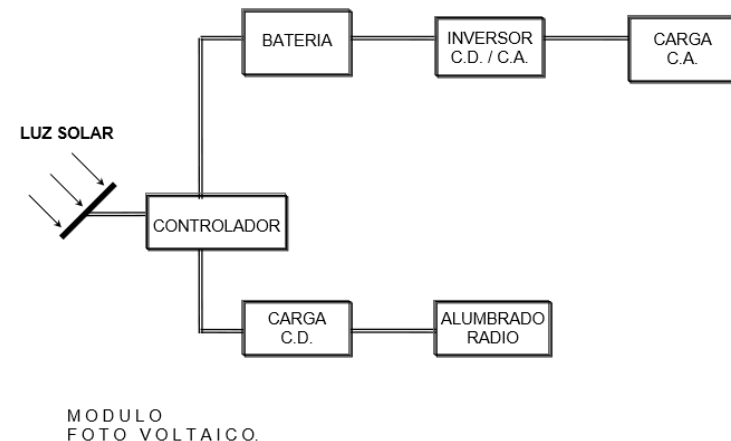 BATERIA
INVERSOR
C.D. / C.A.
CARGA
C.A.
LUZ SOLAR
CONTROLADOR
CARGA
C.D.
ALUMBRADO
RADIO
MODULO
FOTO VOLTAICO.